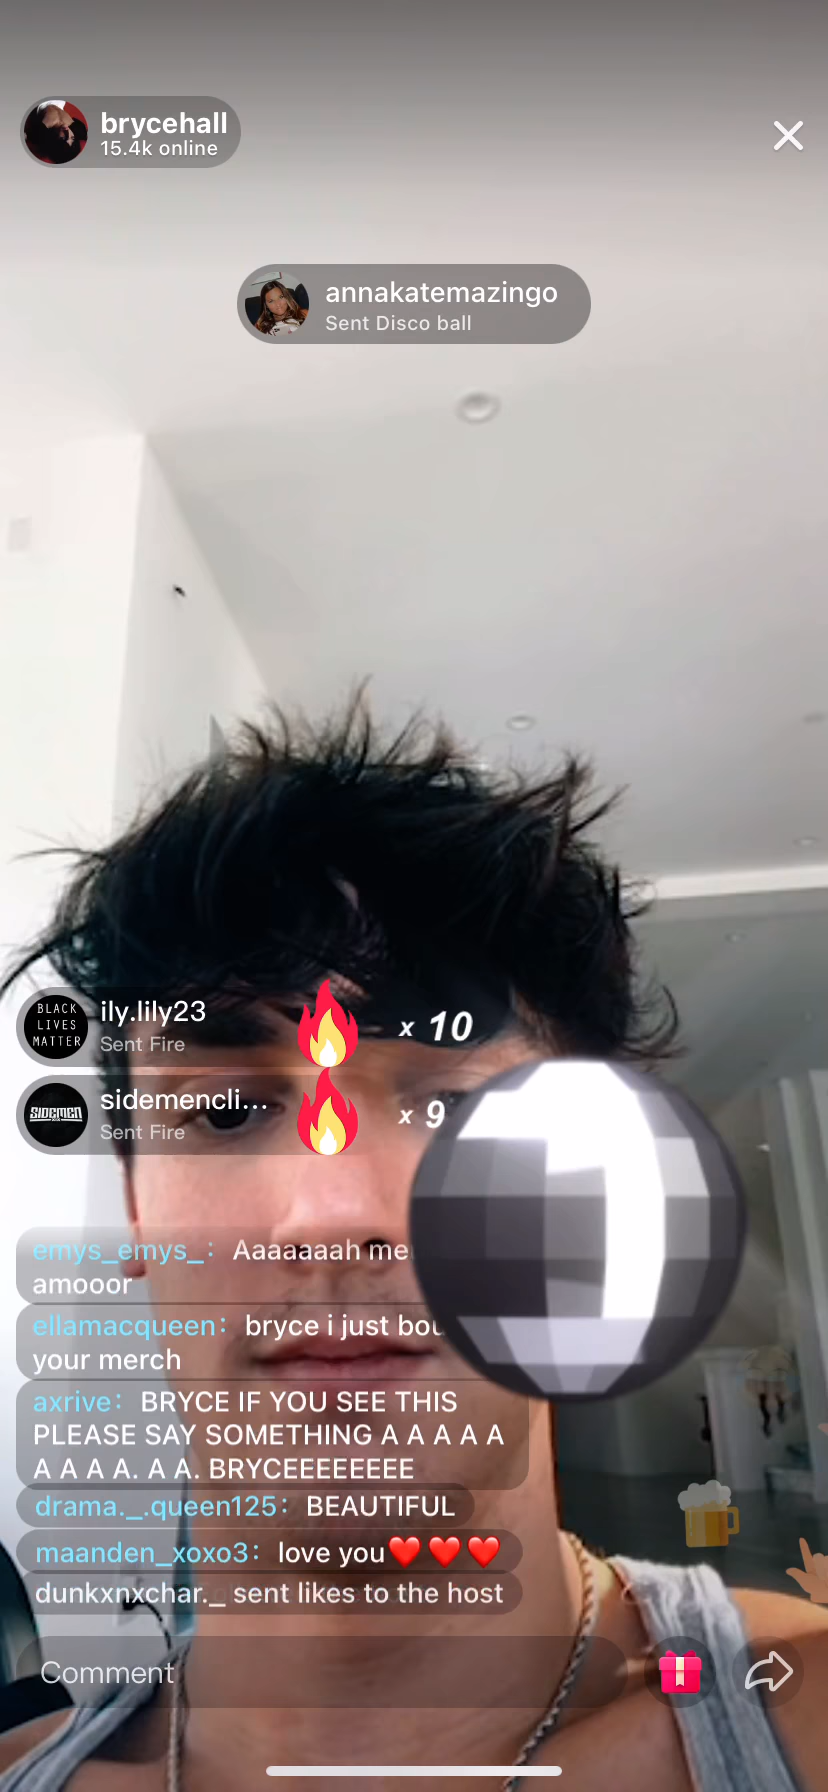 brycehall
15.4k online
annakatemazingo
Sent Disco ball
BLACK
LIVES
MATTER
ily.lily23
Sent Fire
x 10
SIDEMEN
sidemencli...
Sent Fire
x 9
emys_emys_: Aaaaaaah
amooor
ellamacqueen: bryce i just
your merch
axrive: BRYCE IF YOU SEE THIS
PLEASE SAY SOMETHING A A A A A
A A A A. A A. BRYCEEEEEEEE
drama._.queen125: BEAUTIFUL
maanden_xoxo3: love you❤️❤️❤️
dunkxnxchar._ sent likes to the host
Comment